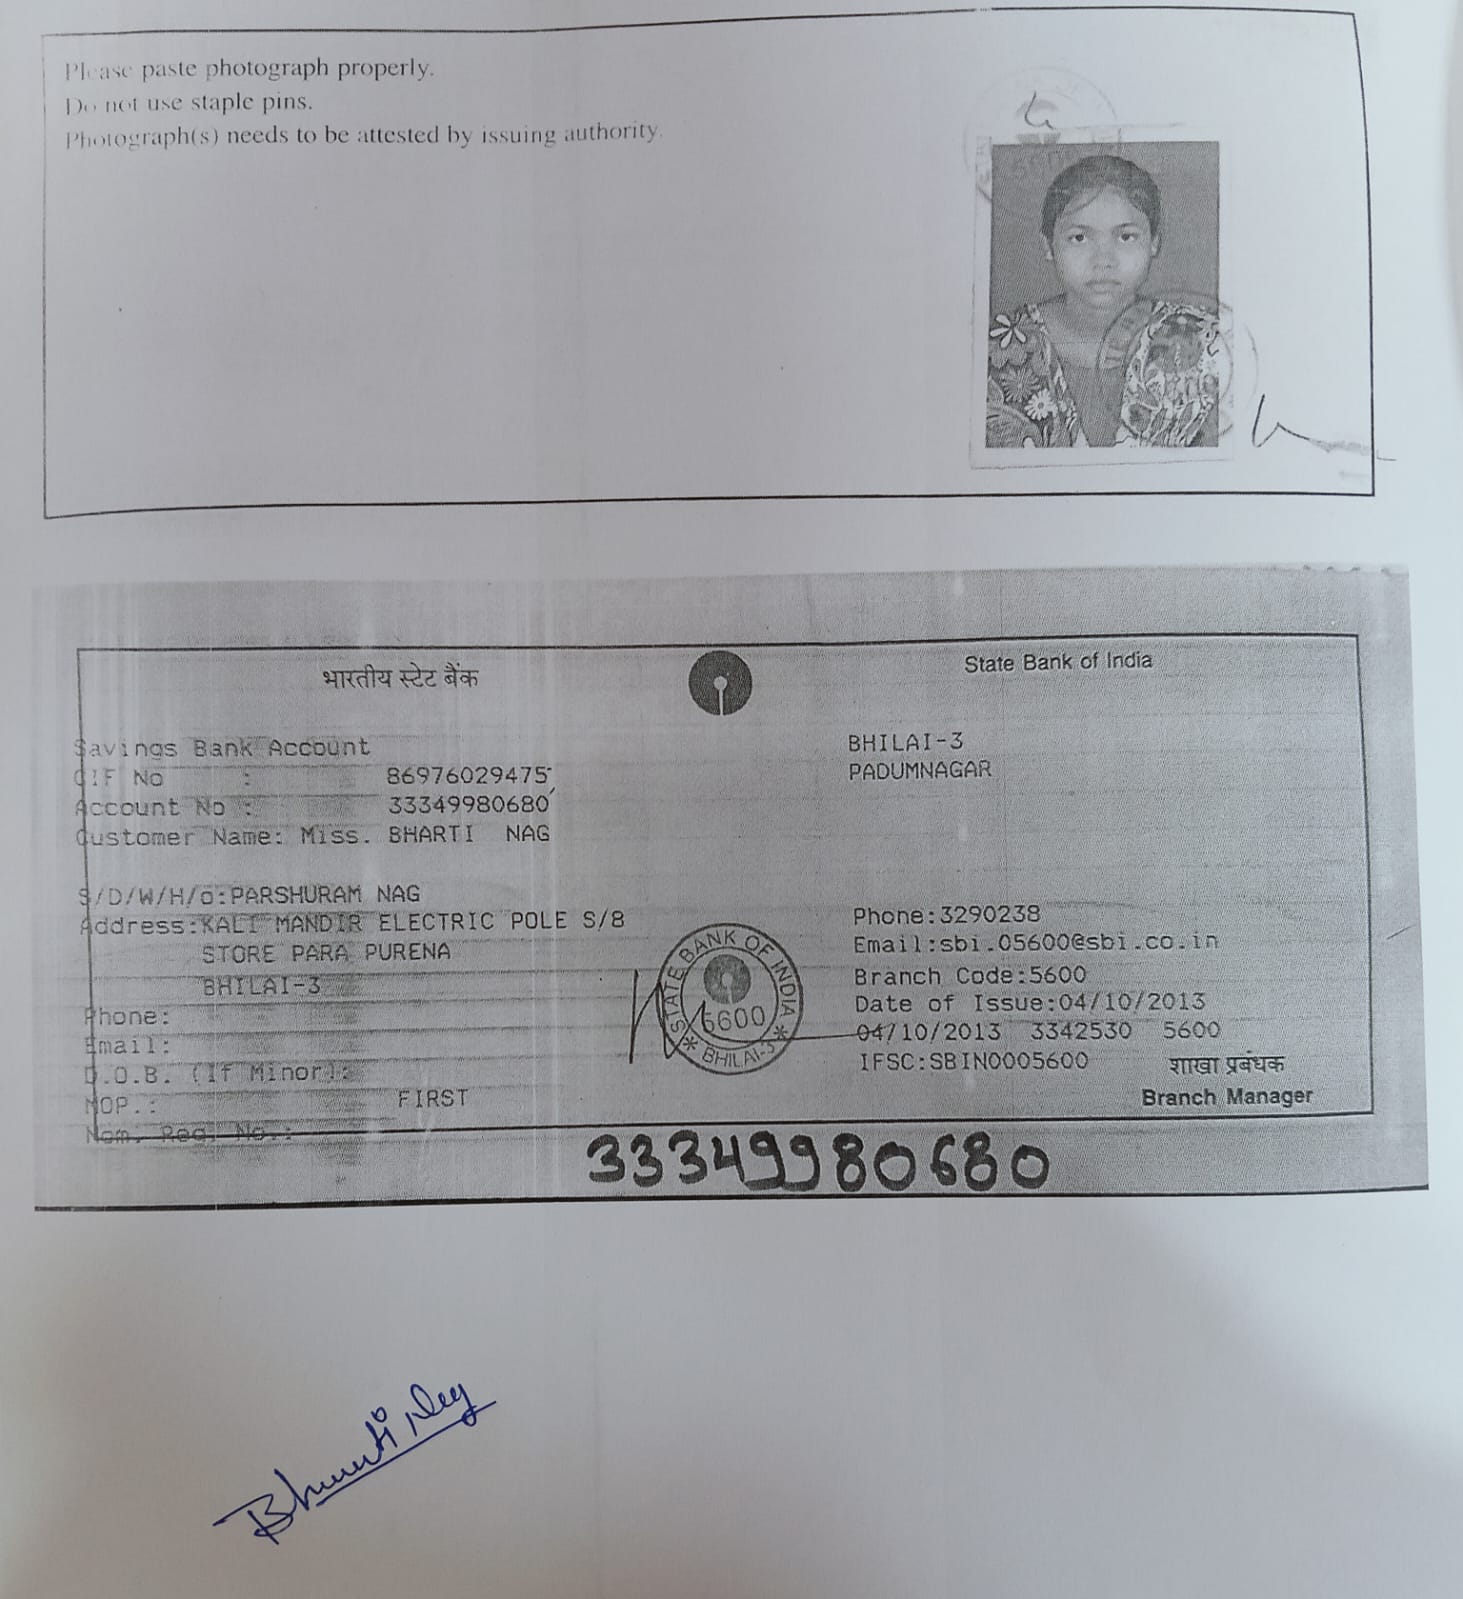 Please paste photograph properly.
Do not use staple pins.
Photograph(s) needs to be attested by issuing authority.
भारतीय स्टेट बैंक
State Bank of India
Savings Bank Account
CIF No : 86976029475
Account No : 33349980680
Customer Name: Miss. BHARTI NAG
S/D/W/H/o:PARSHURAM NAG
Address:KALI MANDIR ELECTRIC POLE S/8
STORE PARA PURENA
BHILAI-3
Phone:
Email:
D.O.B. (If Minor):
MOP.: FIRST
Nom. Reg. No.:
BHILAI-3
PADUMNAGAR
Phone:3290238
Email:sbi.05600@sbi.co.in
Branch Code:5600
Date of Issue:04/10/2013
04/10/2013 3342530 5600
IFSC:SBIN0005600
शाखा प्रबंधक
Branch Manager
STATE BANK OF INDIA
5600
BHILAI-3
33349980680
Bharti Nag